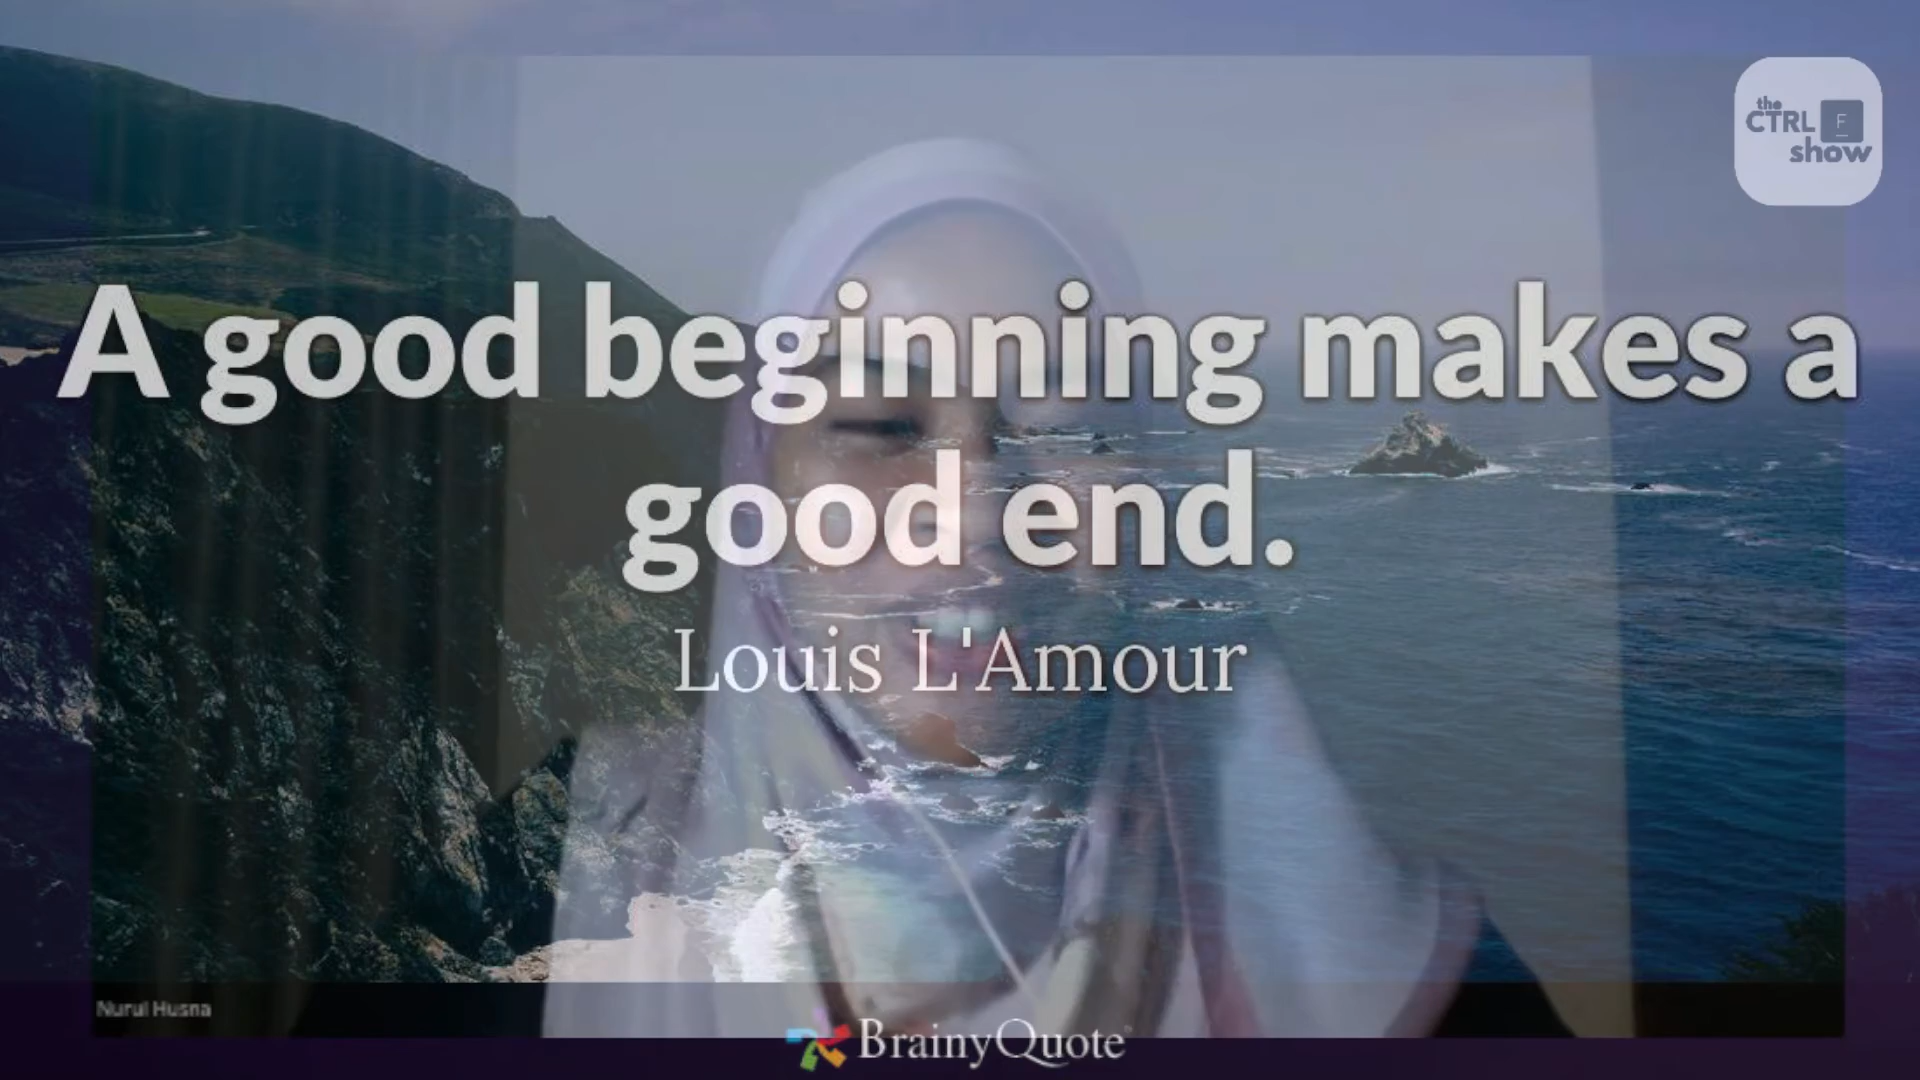 the
CTRL F
show
A good beginning makes a
good end.
Louis L'Amour
Nurul Husna
BrainyQuote